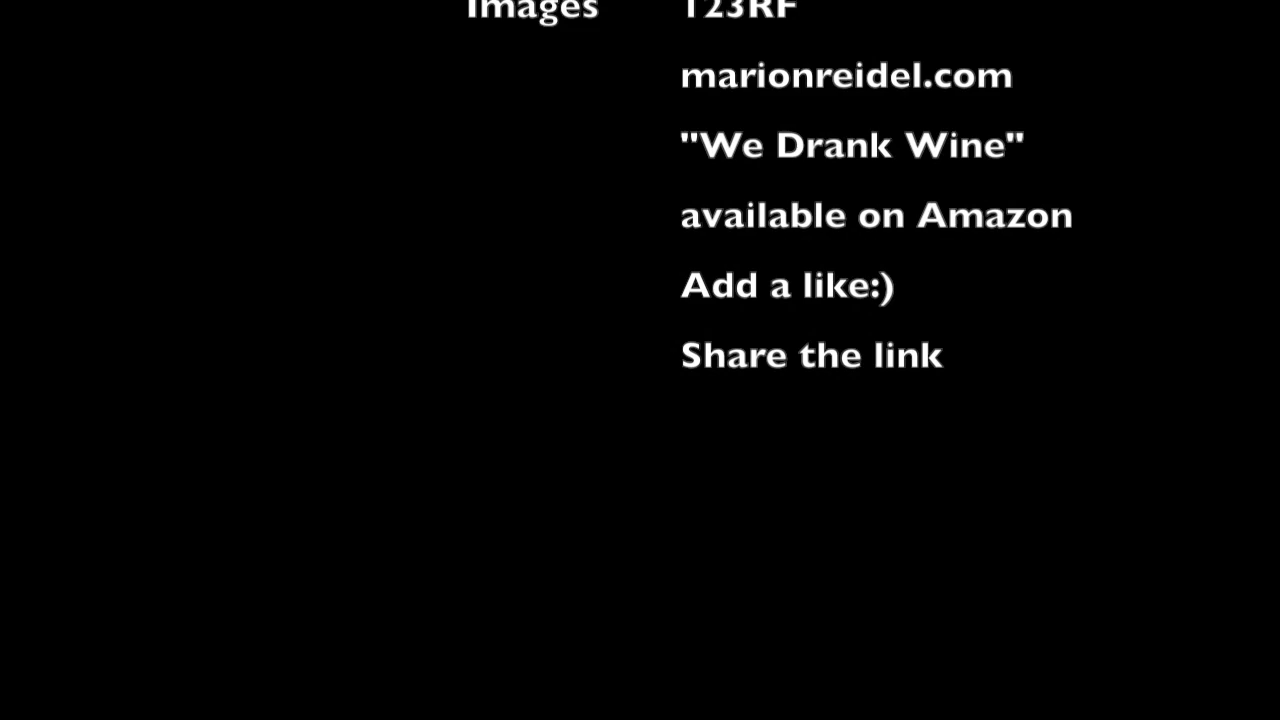 Images 123RF
marionreidel.com
"We Drank Wine"
available on Amazon
Add a like:)
Share the link